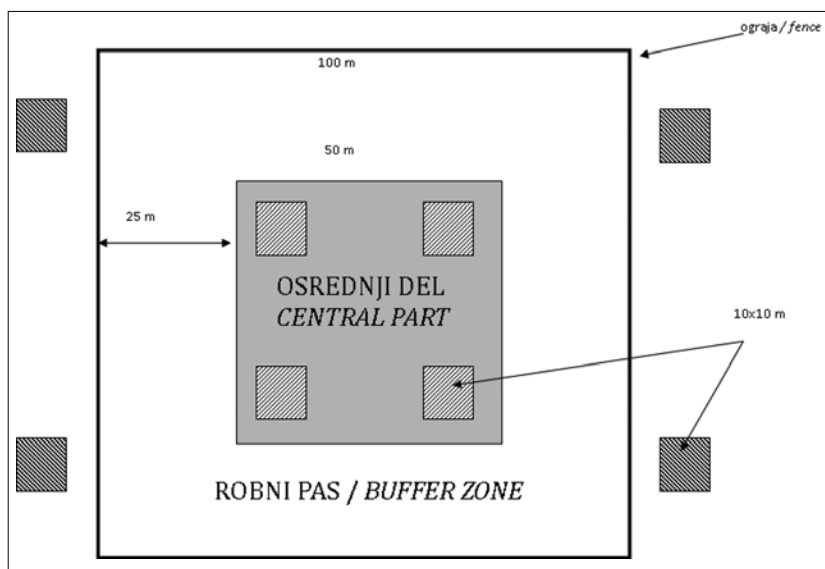 ograja / fence
100 m
50 m
25 m
OSREDNJI DEL
CENTRAL PART
10x10 m
ROBNI PAS / BUFFER ZONE